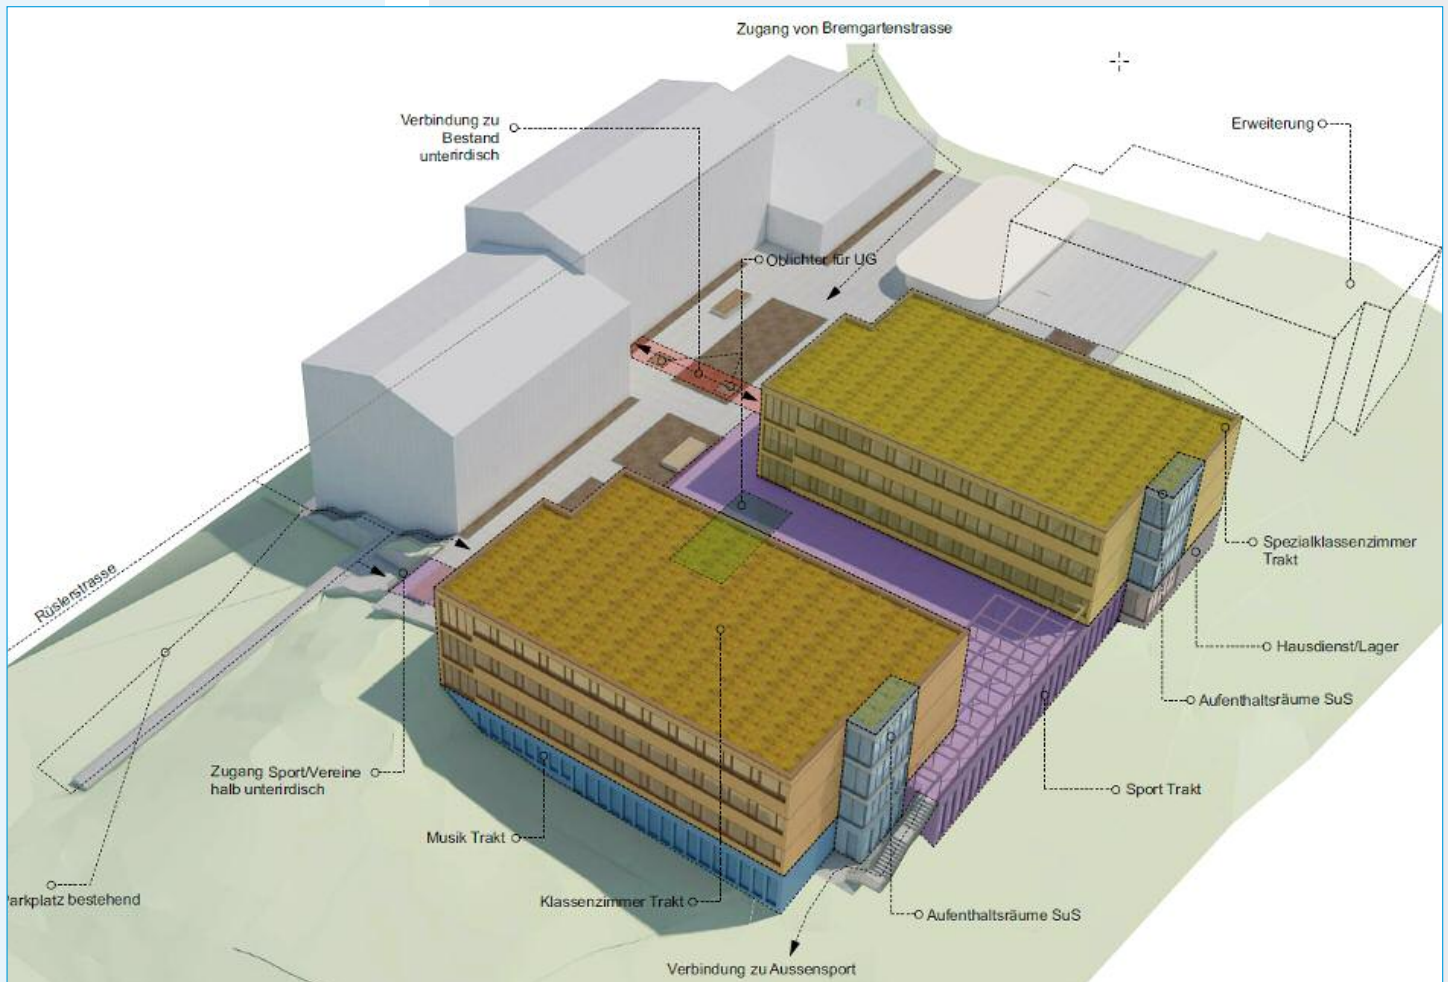 Zugang von Bremgartenstrasse
Verbindung zu
Bestand
unterirdisch
Erweiterung
Oblichter für UG
Rüslerstrasse
Spezialklassenzimmer
Trakt
Hausdienst/Lager
Aufenthaltsräume SuS
Zugang Sport/Vereine
halb unterirdisch
Sport Trakt
Musik Trakt
arkplatz bestehend
Klassenzimmer Trakt
Aufenthaltsräume SuS
Verbindung zu Aussensport